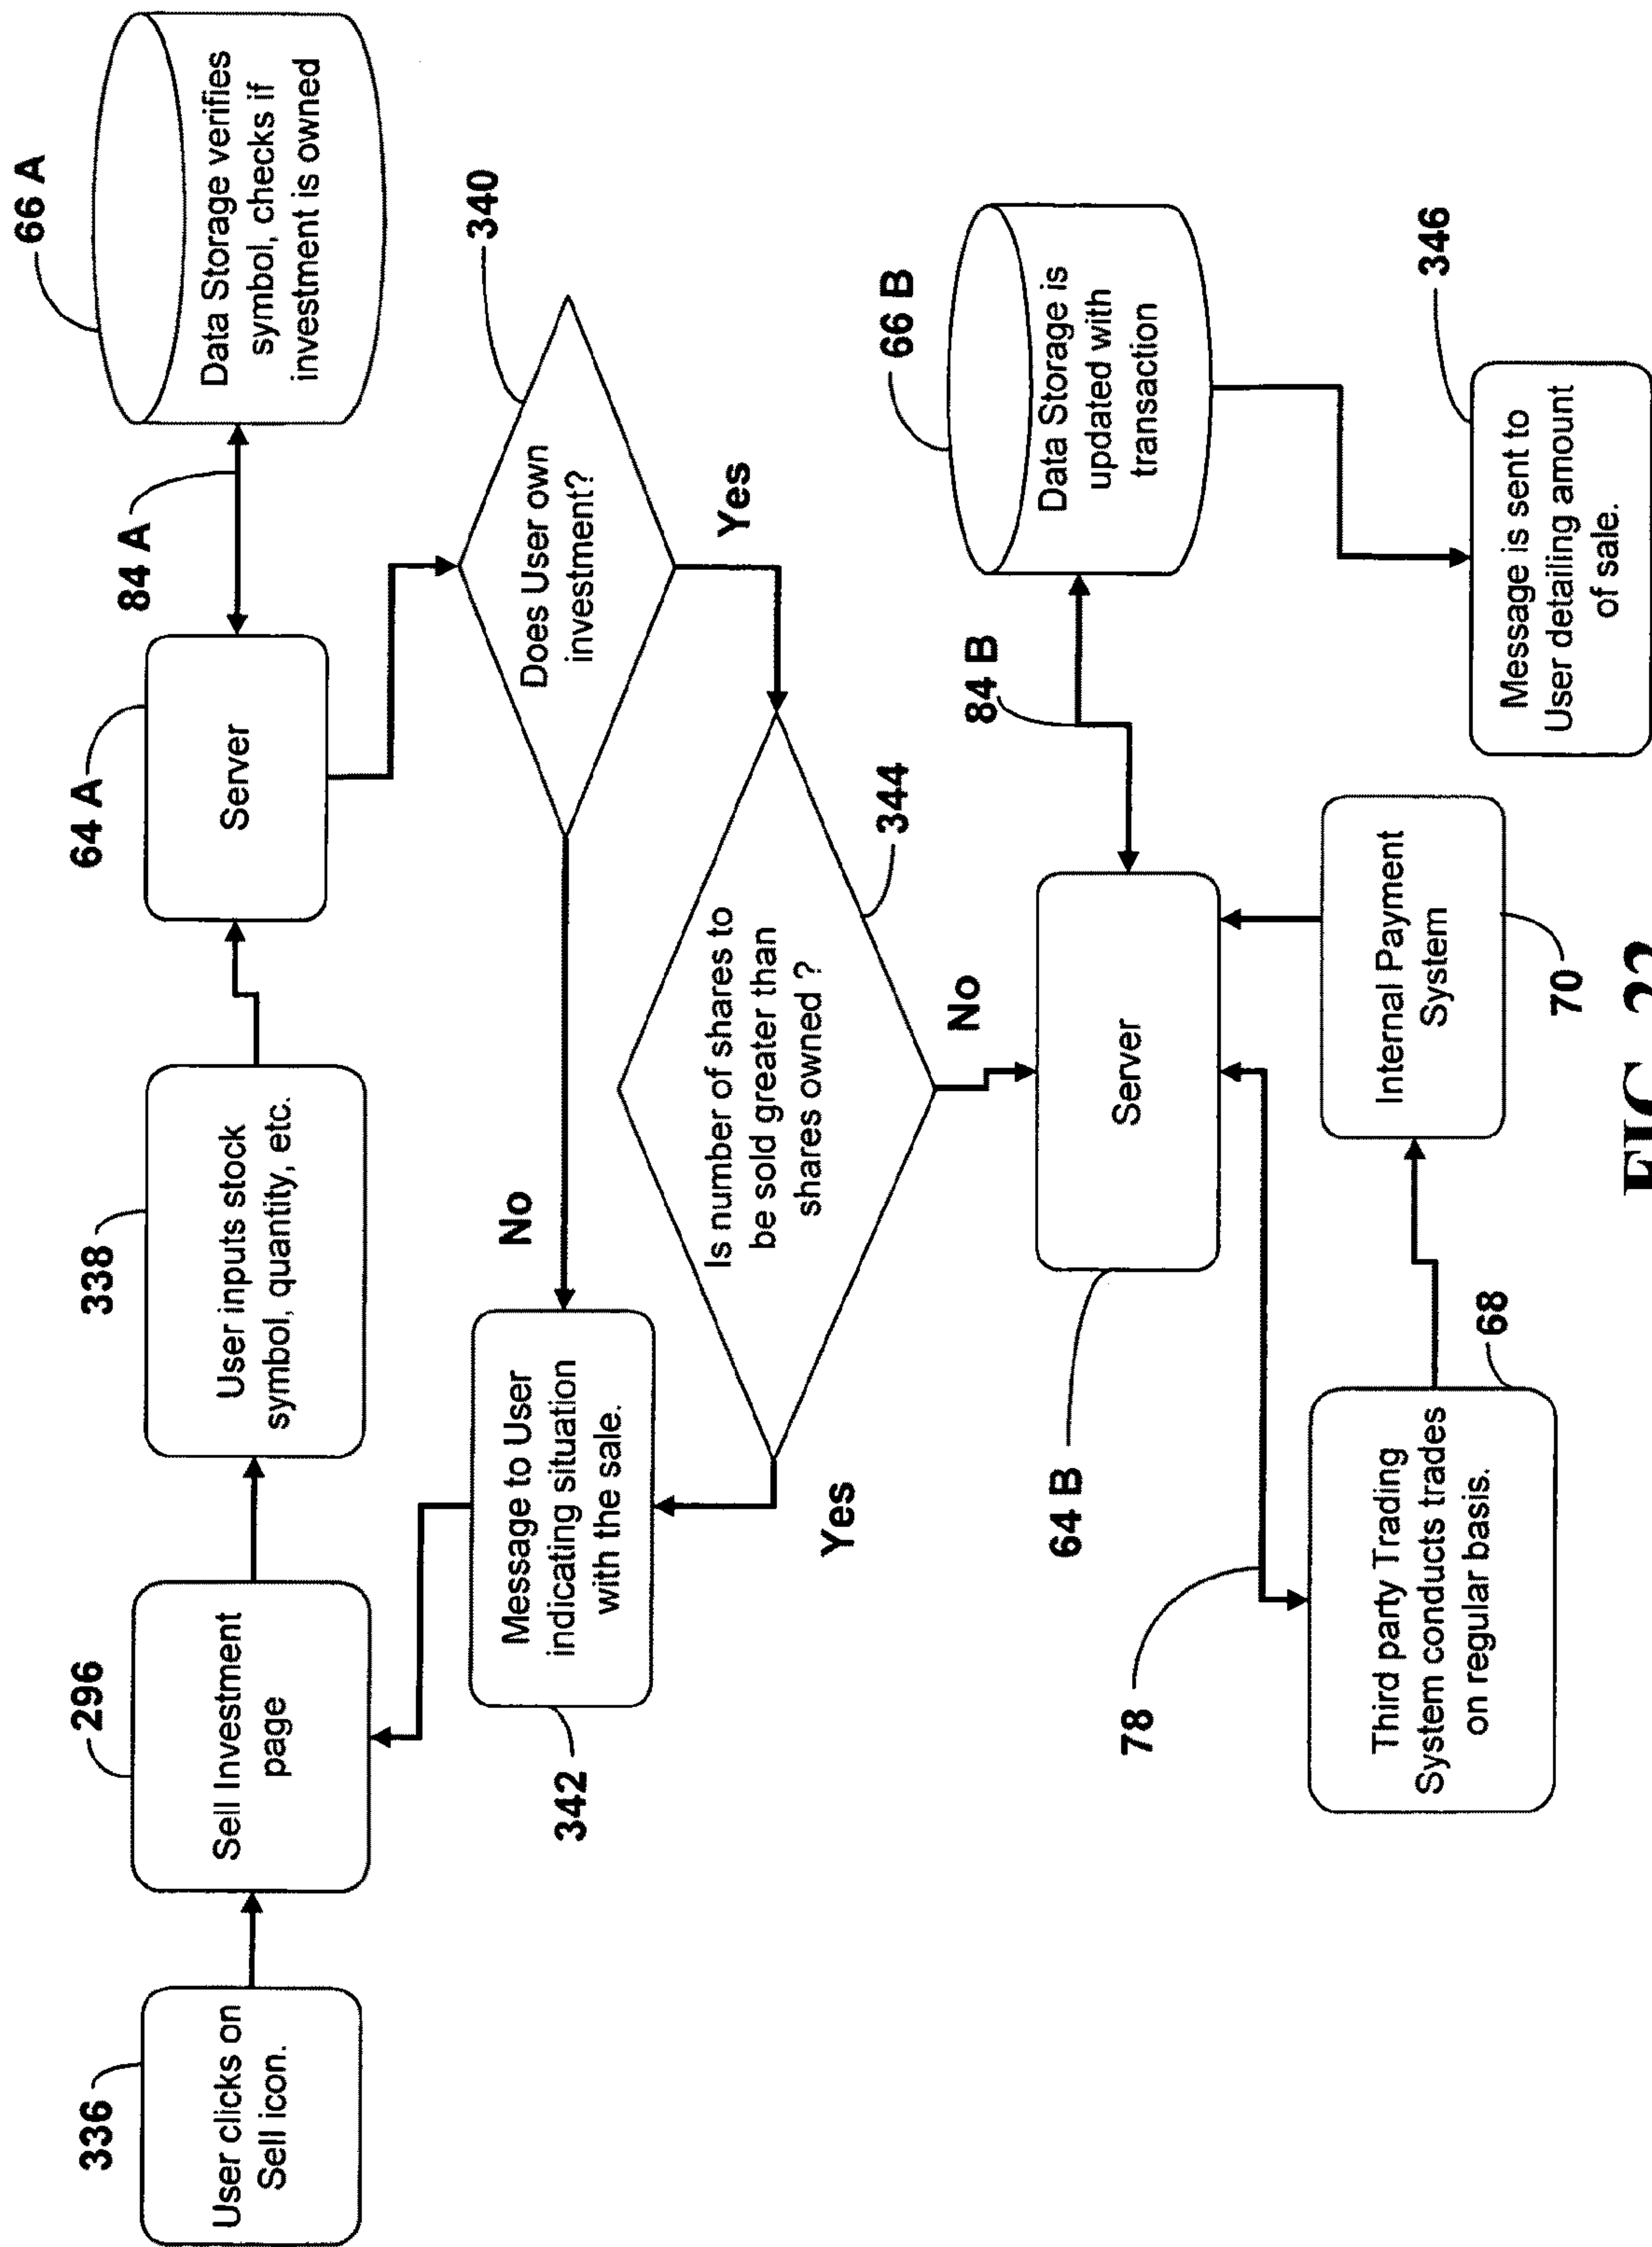 336
User clicks on
Sell icon.
296
Sell Investment
page
338
User inputs stock
symbol, quantity, etc.
64 A
Server
84 A
66 A
Data Storage verifies
symbol, checks if
investment is owned
342
Message to User
indicating situation
with the sale.
No
Does User own
investment?
340
Yes
Is number of shares to
be sold greater than
shares owned ?
344
Yes
No
64 B
Server
84 B
66 B
Data Storage is
updated with
transaction
78
Third party Trading
System conducts trades
on regular basis.
68
Internal Payment
System
70
346
Message is sent to
User detailing amount
of sale.
FIG